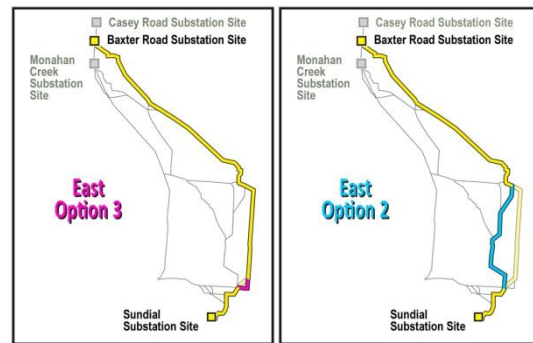 Casey Road Substation Site
Baxter Road Substation Site
Monahan
Creek
Substation
Site
East
Option 3
Sundial
Substation Site
Casey Road Substation Site
Baxter Road Substation Site
Monahan
Creek
Substation
Site
East
Option 2
Sundial
Substation Site